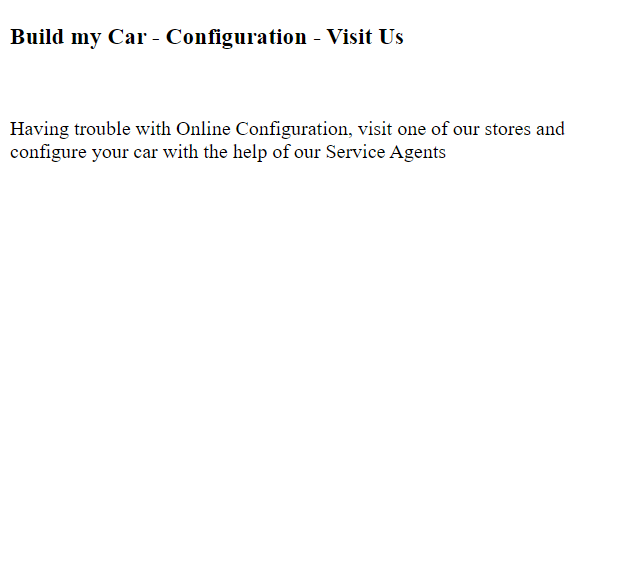 Build my Car - Configuration - Visit Us
Having trouble with Online Configuration, visit one of our stores and
configure your car with the help of our Service Agents